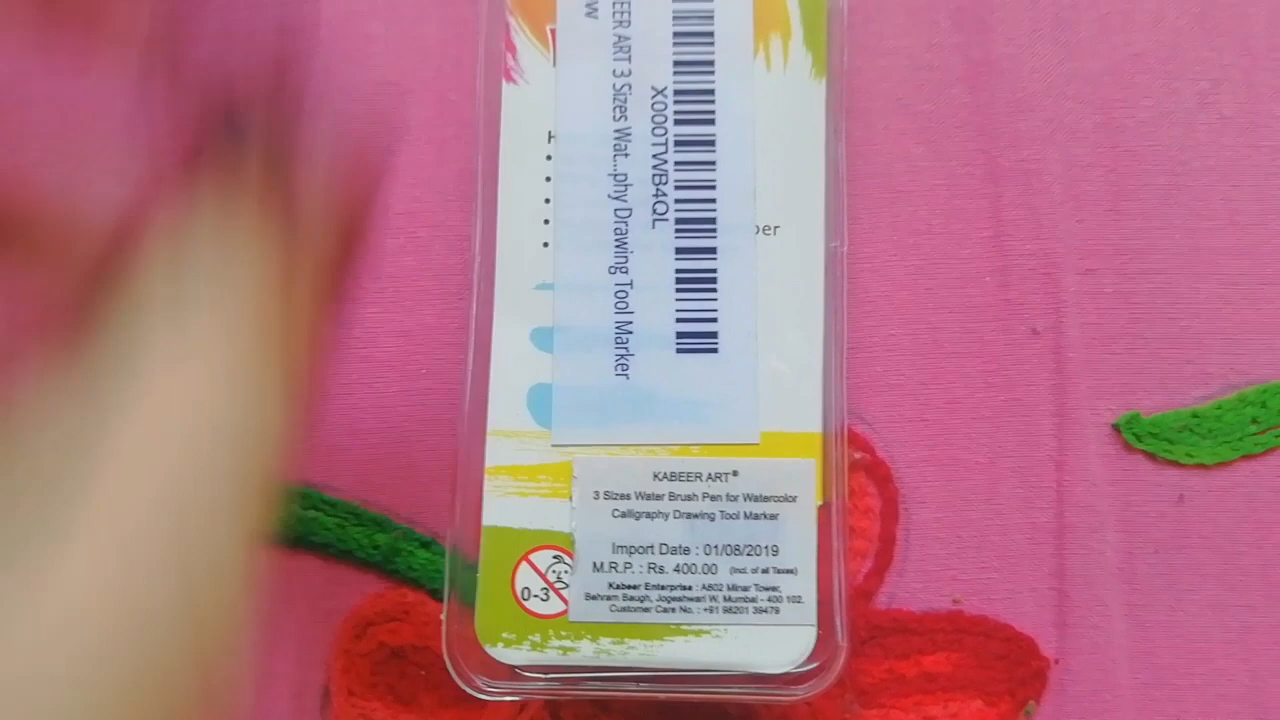 EER ART 3 Sizes Wat...phy Drawing Tool Marker
X000TWB4QL
KABEER ART®
3 Sizes Water Brush Pen for Watercolor
Calligraphy Drawing Tool Marker
Import Date : 01/08/2019
M.R.P. : Rs. 400.00 (Incl. of all Taxes)
Kabeer Enterprise : A602 Minar Tower,
Behram Baugh, Jogeshwari W, Mumbai - 400 102.
Customer Care No. : +91 98201 39479
0-3